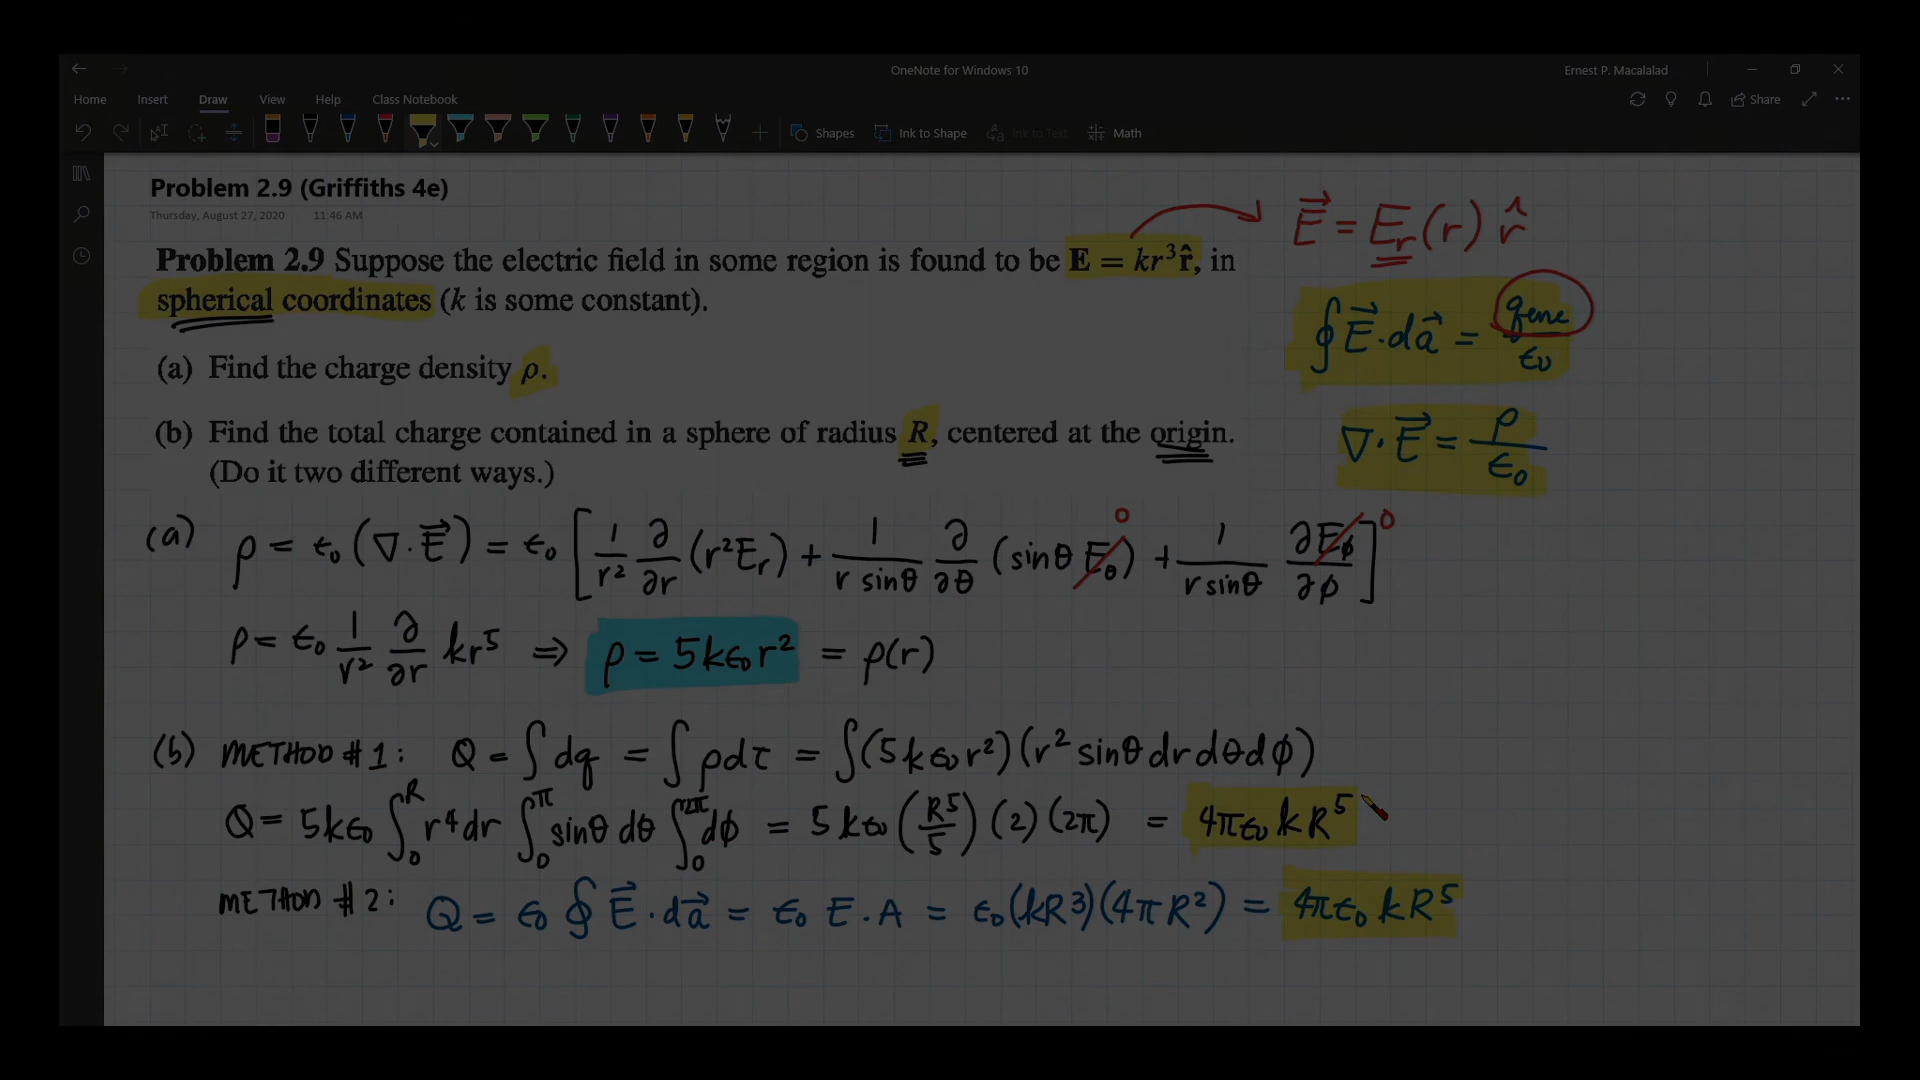 OneNote for Windows 10
Ernest P. Macalalad
Home Insert Draw View Help Class Notebook
Share
Shapes Ink to Shape Ink to Text Math
Problem 2.9 (Griffiths 4e)
Thursday, August 27, 2020 11:46 AM
Problem 2.9 Suppose the electric field in some region is found to be E = kr³r̂, in
spherical coordinates (k is some constant).
(a) Find the charge density ρ.
(b) Find the total charge contained in a sphere of radius R, centered at the origin.
(Do it two different ways.)
E⃗ = E_r(r) r̂
∮E⃗·da⃗ = q_enc/ϵ₀
∇·E⃗ = ρ/ϵ₀
(a) ρ = ϵ₀(∇·E⃗) = ϵ₀[1/r² ∂/∂r (r²E_r) + 1/(r sinθ) ∂/∂θ (sinθ E_θ) 0 + 1/(r sinθ) ∂E_ϕ/∂ϕ] 0
ρ = ϵ₀ 1/r² ∂/∂r kr⁵ ⇒ ρ = 5kϵ₀r² = ρ(r)
(b) METHOD #1: Q = ∫dq = ∫ρdτ = ∫(5kϵ₀r²)(r² sinθ dr dθ dϕ)
Q = 5kϵ₀ ∫₀^R r⁴dr ∫₀^π sinθ dθ ∫₀^2π dϕ = 5kϵ₀ (R⁵/5)(2)(2π) = 4πϵ₀kR⁵
METHOD #2: Q = ϵ₀∮E⃗·da⃗ = ϵ₀ E·A = ϵ₀(kR³)(4πR²) = 4πϵ₀kR⁵